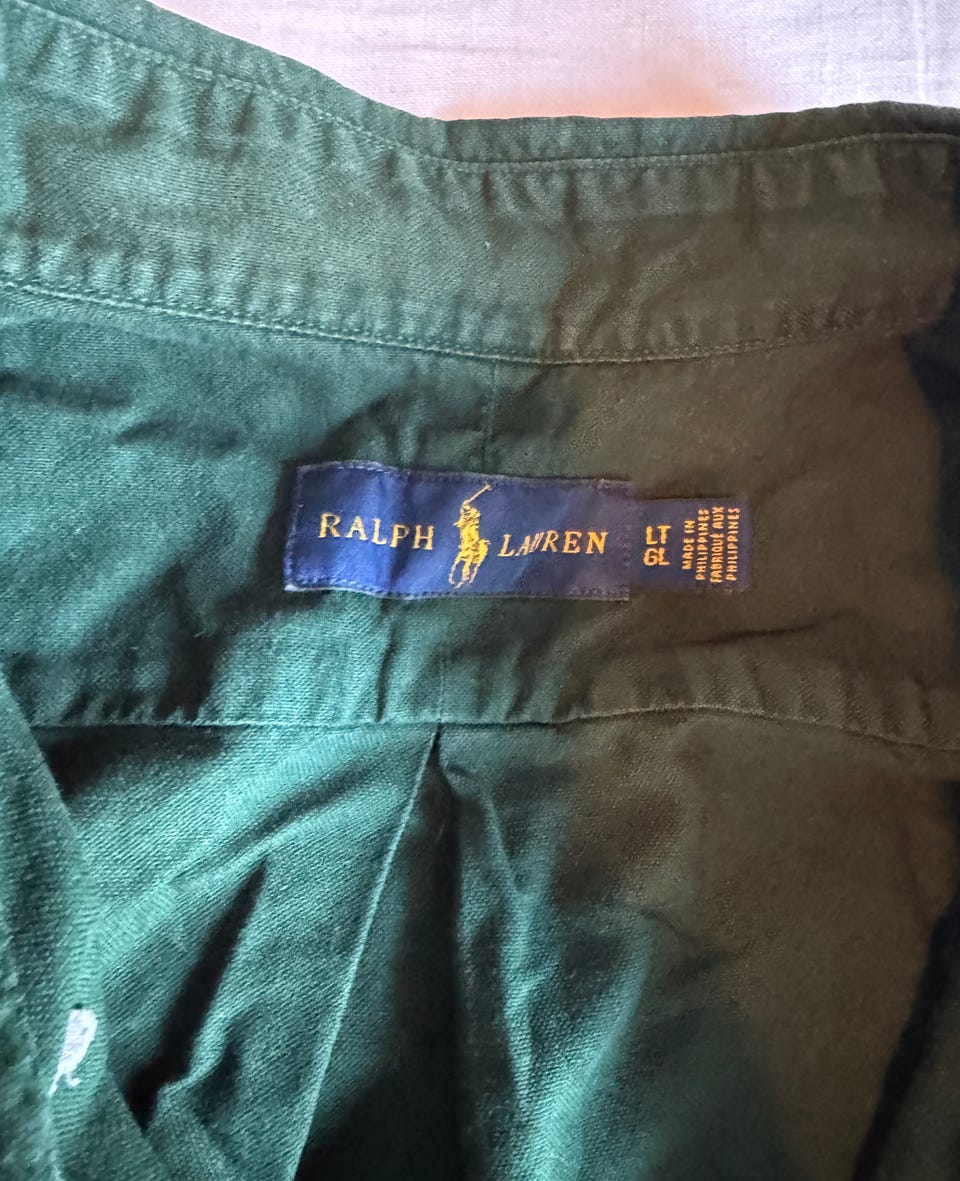 RALPH LAUREN
LT
GL
MADE IN
PHILIPPINES
FABRIQUÉ AUX
PHILIPPINES